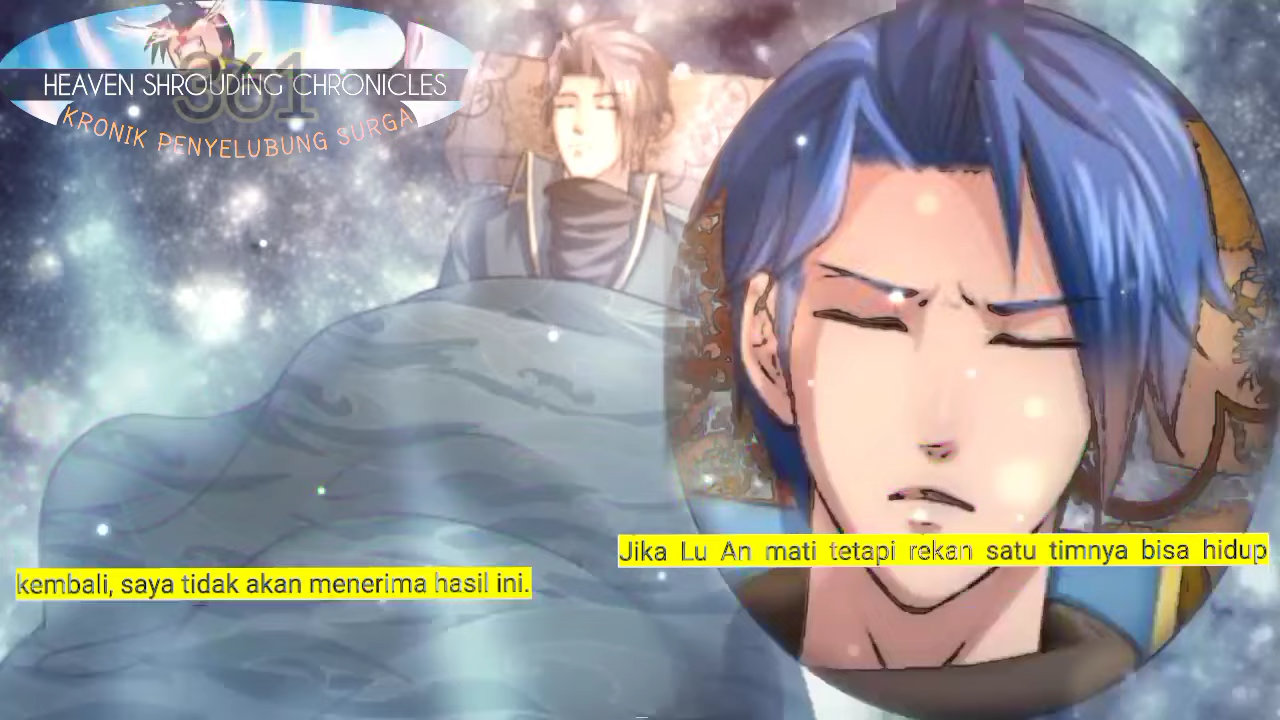 361
HEAVEN SHROUDING CHRONICLES
KRONIK PENYELUBUNG SURGA
Jika Lu An mati tetapi rekan satu timnya bisa hidup
kembali, saya tidak akan menerima hasil ini.